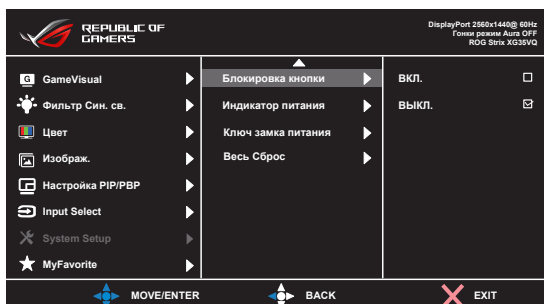 REPUBLIC OF
GAMERS
DisplayPort 2560x1440@ 60Hz
Гонки режим Aura OFF
ROG Strix XG35VQ
GameVisual
Фильтр Син. св.
Цвет
Изображ.
Настройка PIP/PBP
Input Select
System Setup
MyFavorite
Блокировка кнопки
Индикатор питания
Ключ замка питания
Весь Сброс
ВКЛ.
ВЫКЛ.
MOVE/ENTER
BACK
EXIT